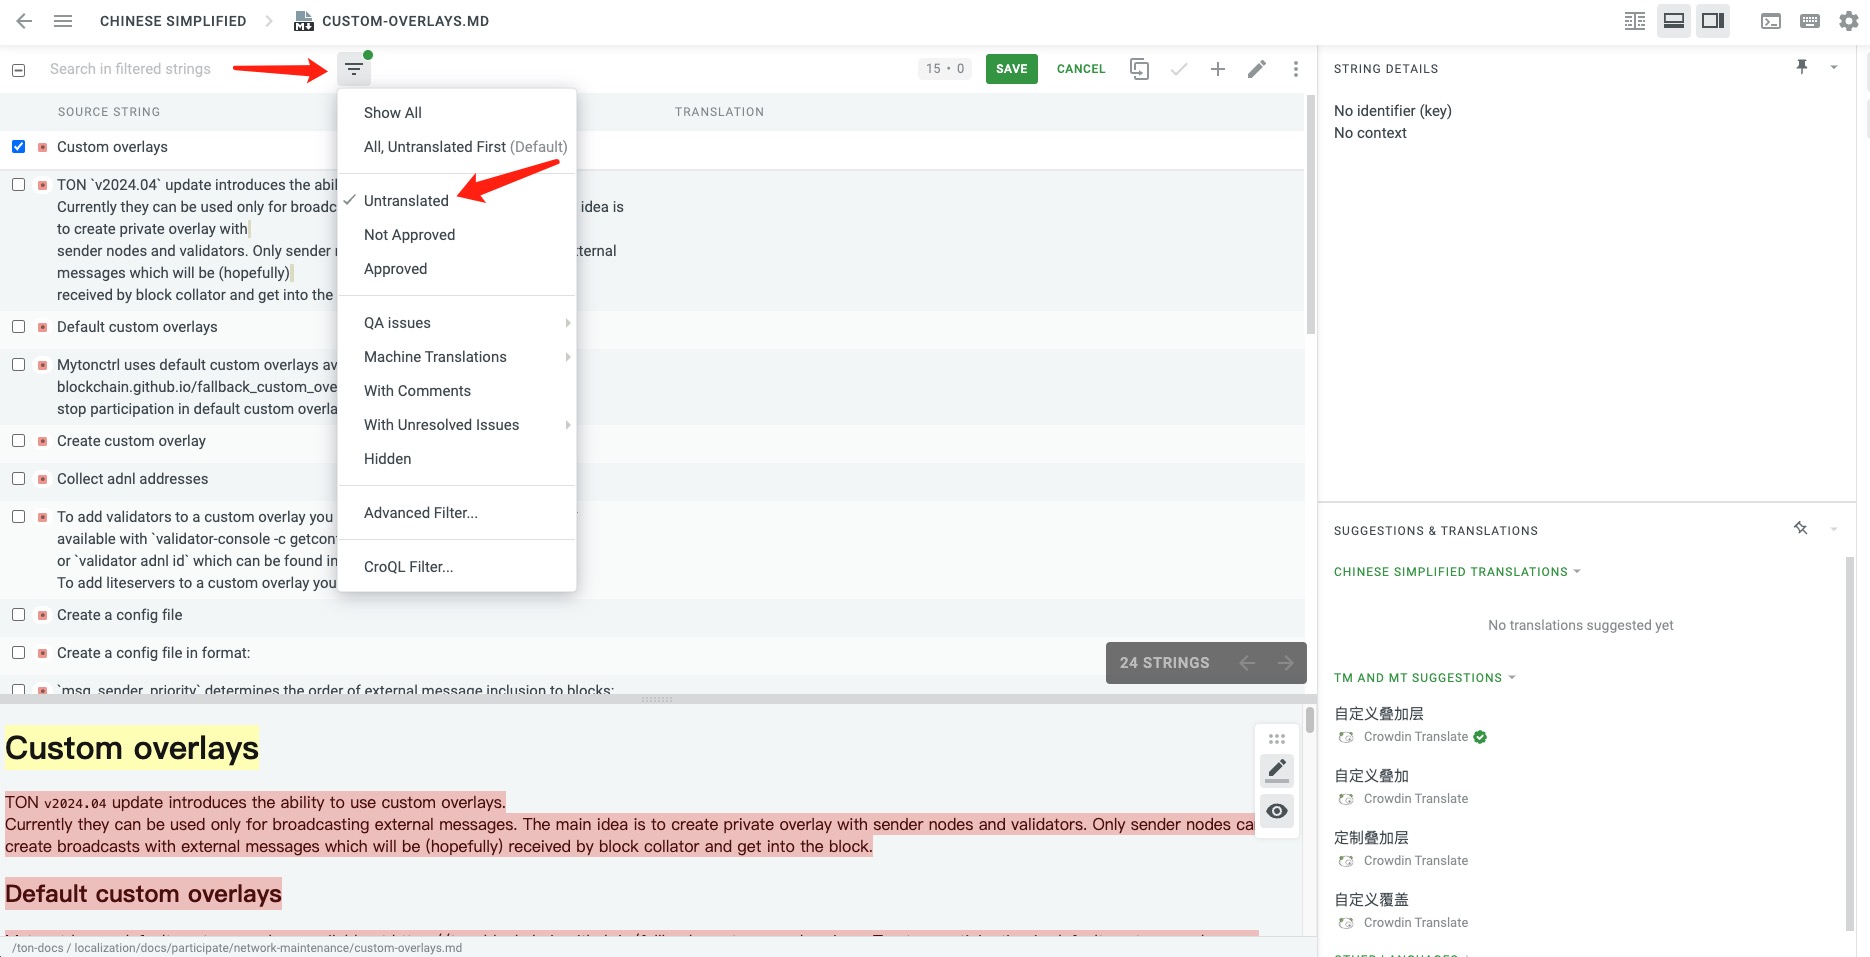 CHINESE SIMPLIFIED
CUSTOM-OVERLAYS.MD
Search in filtered strings
15 • 0
SAVE
CANCEL
SOURCE STRING
TRANSLATION
Custom overlays
TON `v2024.04` update introduces the abil
Currently they can be used only for broadc
idea is
to create private overlay with
sender nodes and validators. Only sender
ternal
messages which will be (hopefully)
received by block collator and get into the
Default custom overlays
Mytonctrl uses default custom overlays av
blockchain.github.io/fallback_custom_ove
stop participation in default custom overla
Create custom overlay
Collect adnl addresses
To add validators to a custom overlay you
available with `validator-console -c getcon
or `validator adnl id` which can be found in
To add liteservers to a custom overlay you
Create a config file
Create a config file in format:
`msg_sender_priority` determines the order of external message inclusion to blocks:
Show All
All, Untranslated First (Default)
Untranslated
Not Approved
Approved
QA issues
Machine Translations
With Comments
With Unresolved Issues
Hidden
Advanced Filter...
CroQL Filter...
24 STRINGS
Custom overlays
TON v2024.04 update introduces the ability to use custom overlays.
Currently they can be used only for broadcasting external messages. The main idea is to create private overlay with sender nodes and validators. Only sender nodes ca
create broadcasts with external messages which will be (hopefully) received by block collator and get into the block.
Default custom overlays
/ton-docs / localization/docs/participate/network-maintenance/custom-overlays.md
STRING DETAILS
No identifier (key)
No context
SUGGESTIONS & TRANSLATIONS
CHINESE SIMPLIFIED TRANSLATIONS
No translations suggested yet
TM AND MT SUGGESTIONS
自定义叠加层
Crowdin Translate
自定义叠加
Crowdin Translate
定制叠加层
Crowdin Translate
自定义覆盖
Crowdin Translate
OTHER LANGUAGES